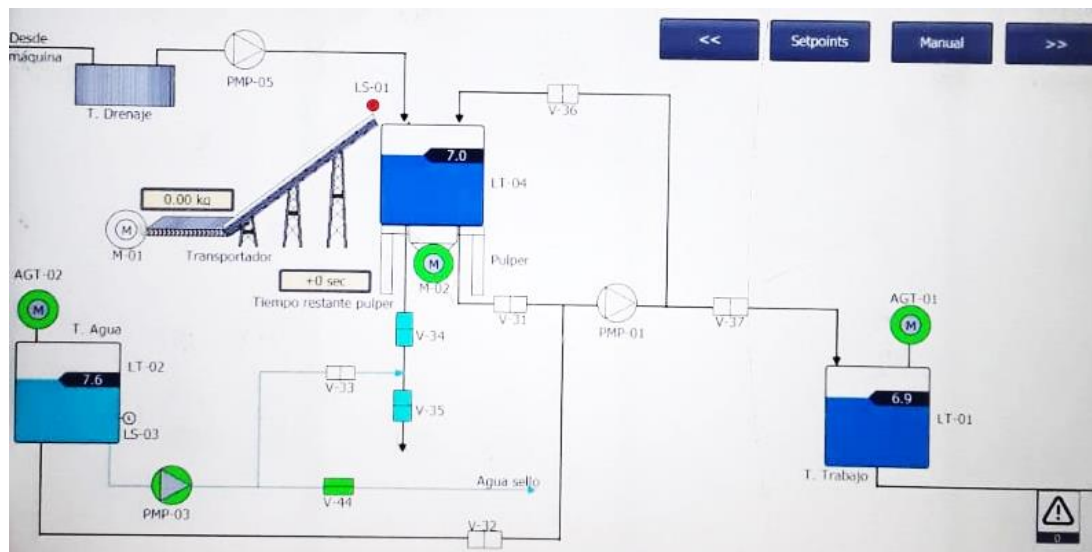 <<
Setpoints
Manual
>>
Desde
máquina
PMP-05
T. Drenaje
LS-01
V-36
7.0
LT-04
0.00 kg
M
M-01
Transportador
+0 sec
Tiempo restante pulper
M
M-02
Pulper
V-31
PMP-01
V-37
AGT-01
M
AGT-02
M
T. Agua
LT-02
7.6
LS-03
V-34
V-33
V-35
6.9
LT-01
T. Trabajo
PMP-03
V-44
Agua sello
V-32
0